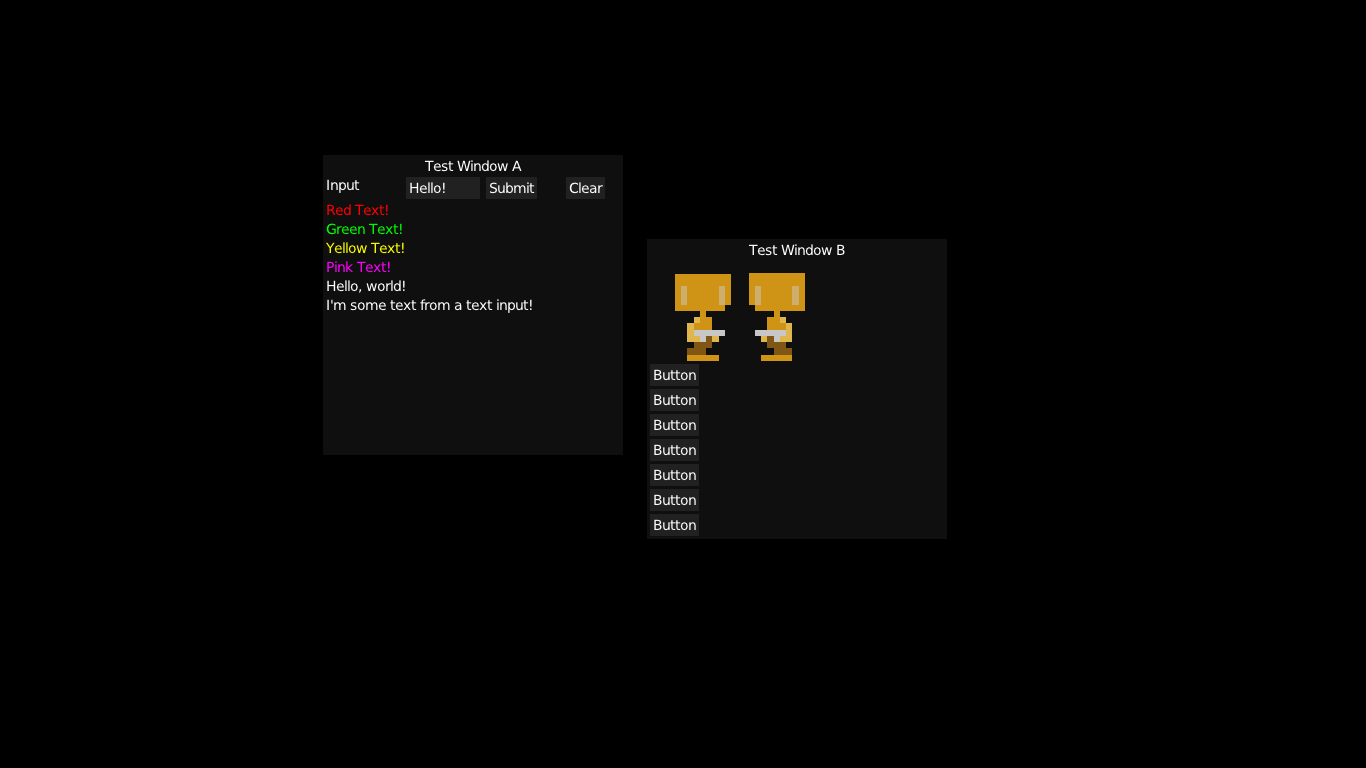 Test Window A
Input Hello! Submit Clear
Red Text!
Green Text!
Yellow Text!
Pink Text!
Hello, world!
I'm some text from a text input!
Test Window B
Button
Button
Button
Button
Button
Button
Button